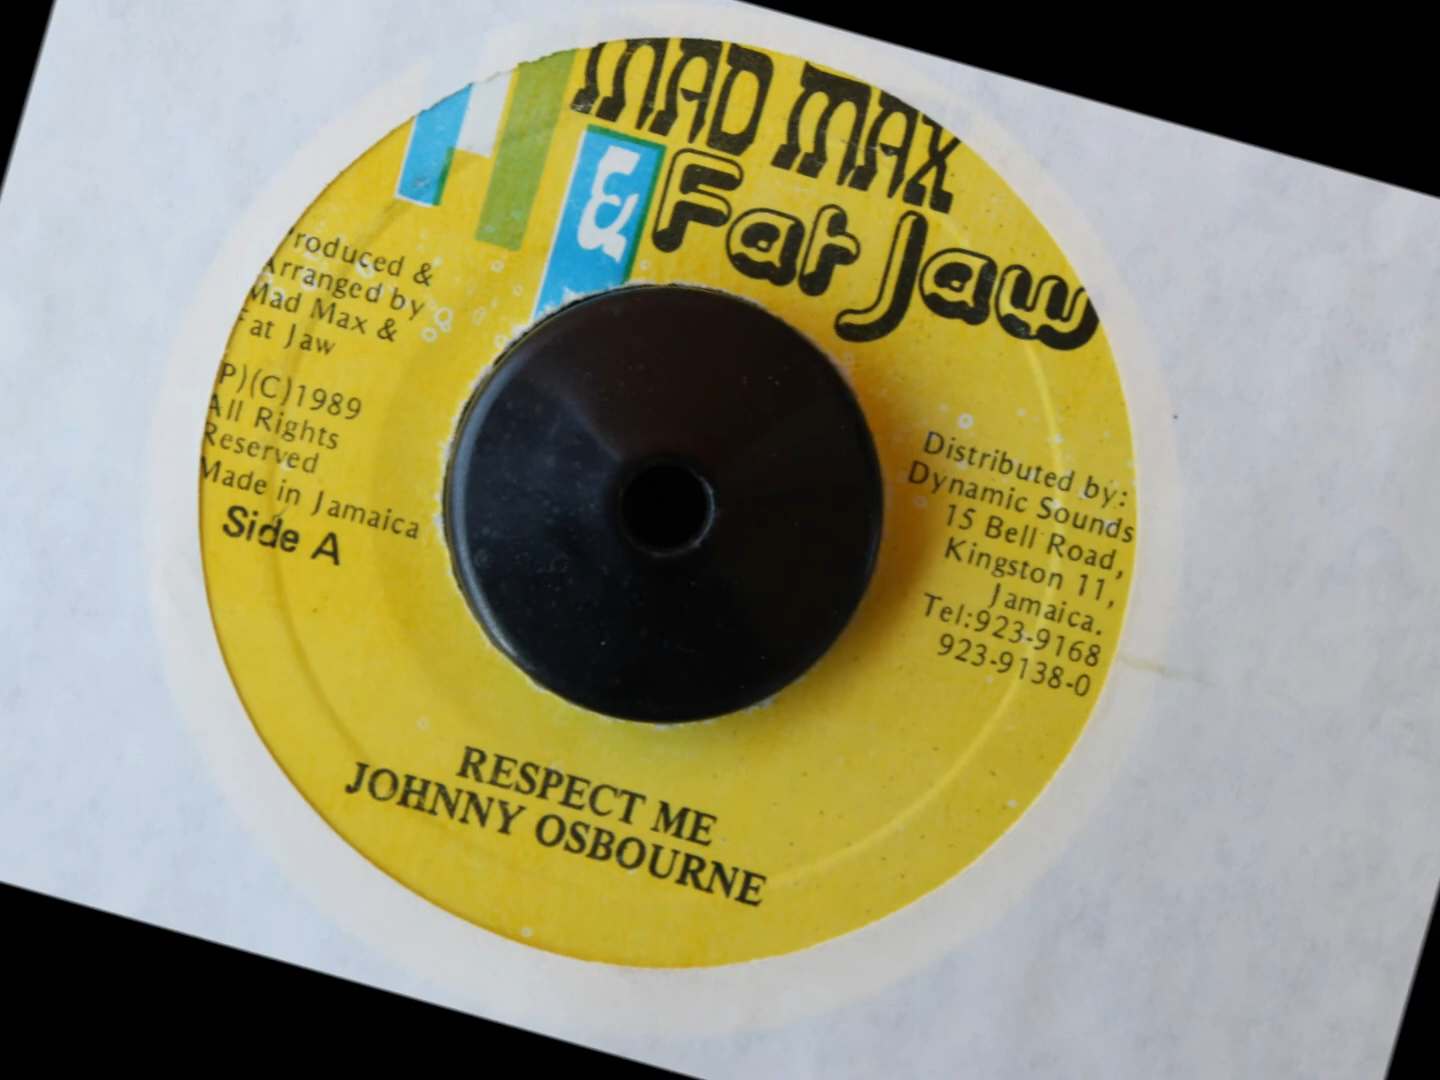 MAD MAX
& Fat Jaw
Produced &
Arranged by
Mad Max &
Fat Jaw
(P)(C)1989
All Rights
Reserved
Made in Jamaica
Side A
Distributed by:
Dynamic Sounds
15 Bell Road,
Kingston 11,
Jamaica.
Tel:923-9168
923-9138-0
RESPECT ME
JOHNNY OSBOURNE